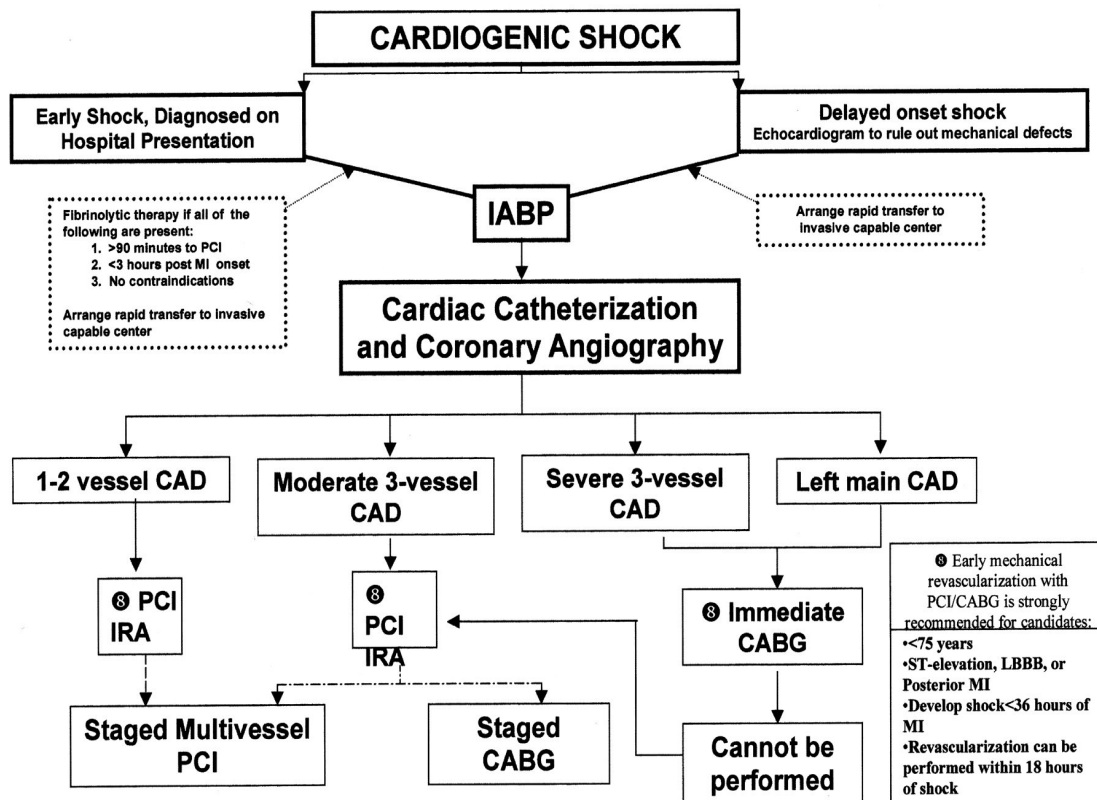 CARDIOGENIC SHOCK
Early Shock, Diagnosed on
Hospital Presentation
Delayed onset shock
Echocardiogram to rule out mechanical defects
Fibrinolytic therapy if all of the
following are present:
1. >90 minutes to PCI
2. <3 hours post MI onset
3. No contraindications
Arrange rapid transfer to invasive
capable center
IABP
Arrange rapid transfer to
invasive capable center
Cardiac Catheterization
and Coronary Angiography
1-2 vessel CAD
Moderate 3-vessel
CAD
Severe 3-vessel
CAD
Left main CAD
❽ PCI
IRA
❽
PCI
IRA
❽ Immediate
CABG
Staged Multivessel
PCI
Staged
CABG
Cannot be
performed
❽ Early mechanical
revascularization with
PCI/CABG is strongly
recommended for candidates:
•<75 years
•ST-elevation, LBBB, or
Posterior MI
•Develop shock<36 hours of
MI
•Revascularization can be
performed within 18 hours
of shock